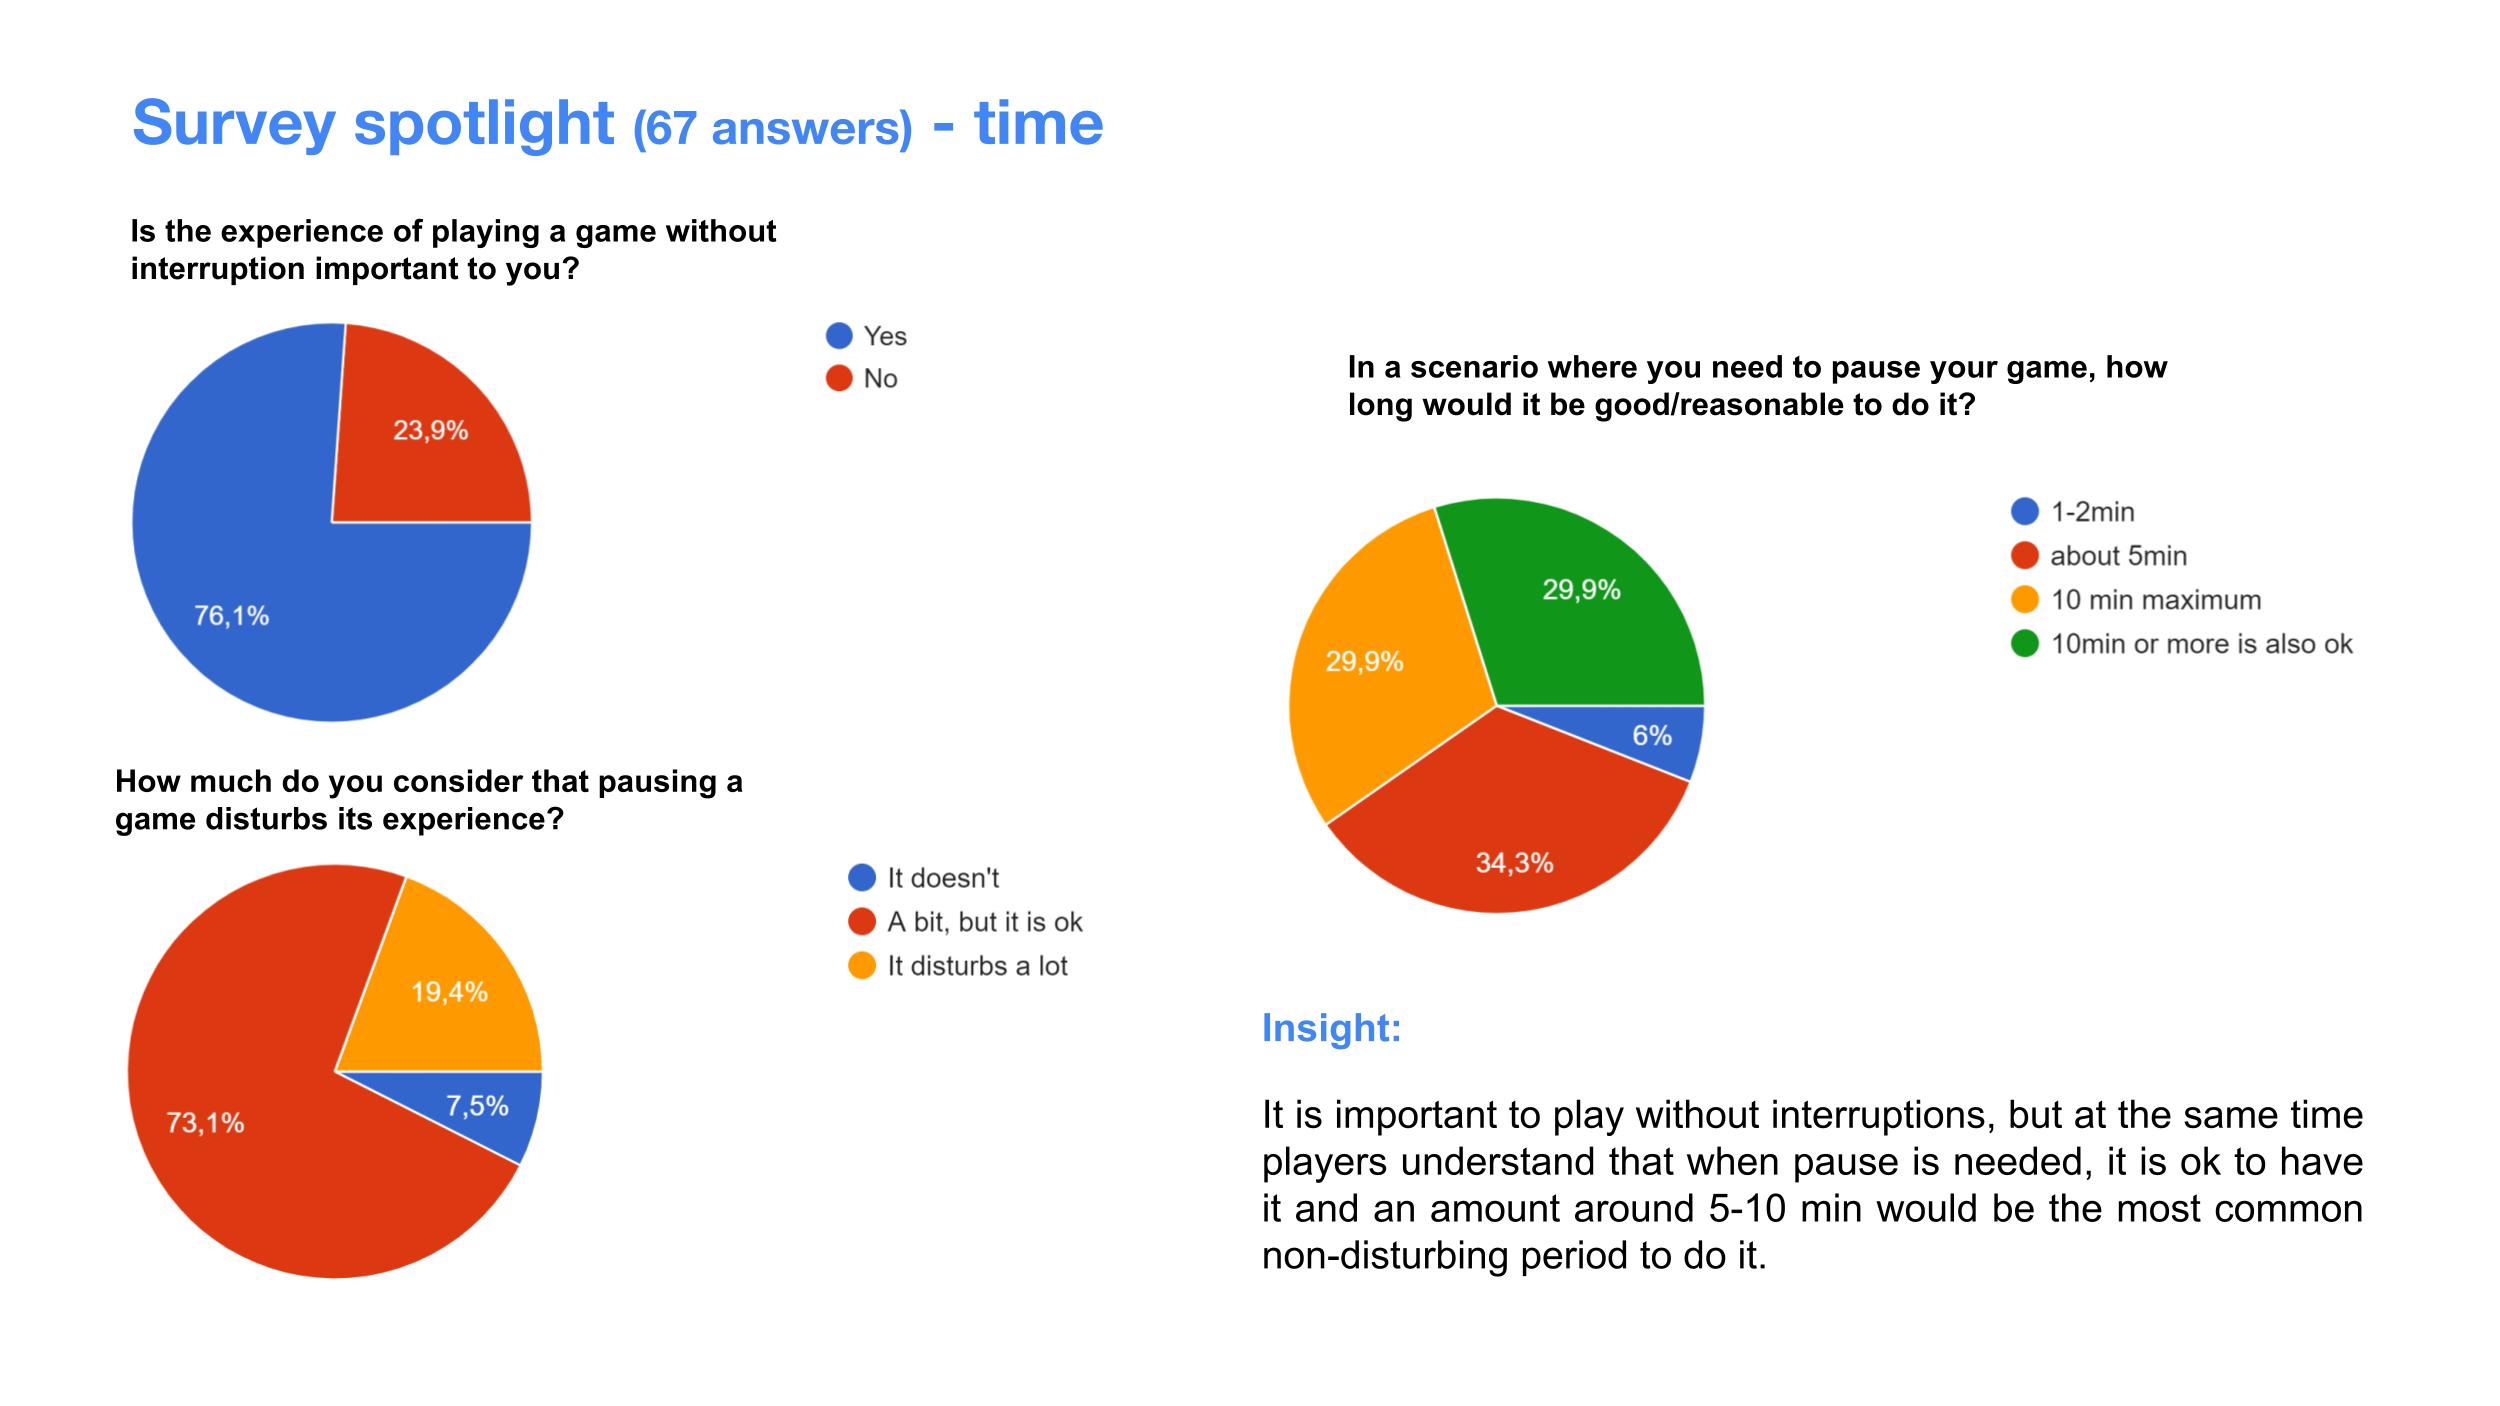 Survey spotlight (67 answers) - time
Is the experience of playing a game without
interruption important to you?
Yes
No
23,9%
76,1%
How much do you consider that pausing a
game disturbs its experience?
It doesn't
A bit, but it is ok
It disturbs a lot
19,4%
7,5%
73,1%
In a scenario where you need to pause your game, how
long would it be good/reasonable to do it?
1-2min
about 5min
10 min maximum
10min or more is also ok
29,9%
29,9%
6%
34,3%
Insight:
It is important to play without interruptions, but at the same time
players understand that when pause is needed, it is ok to have
it and an amount around 5-10 min would be the most common
non-disturbing period to do it.